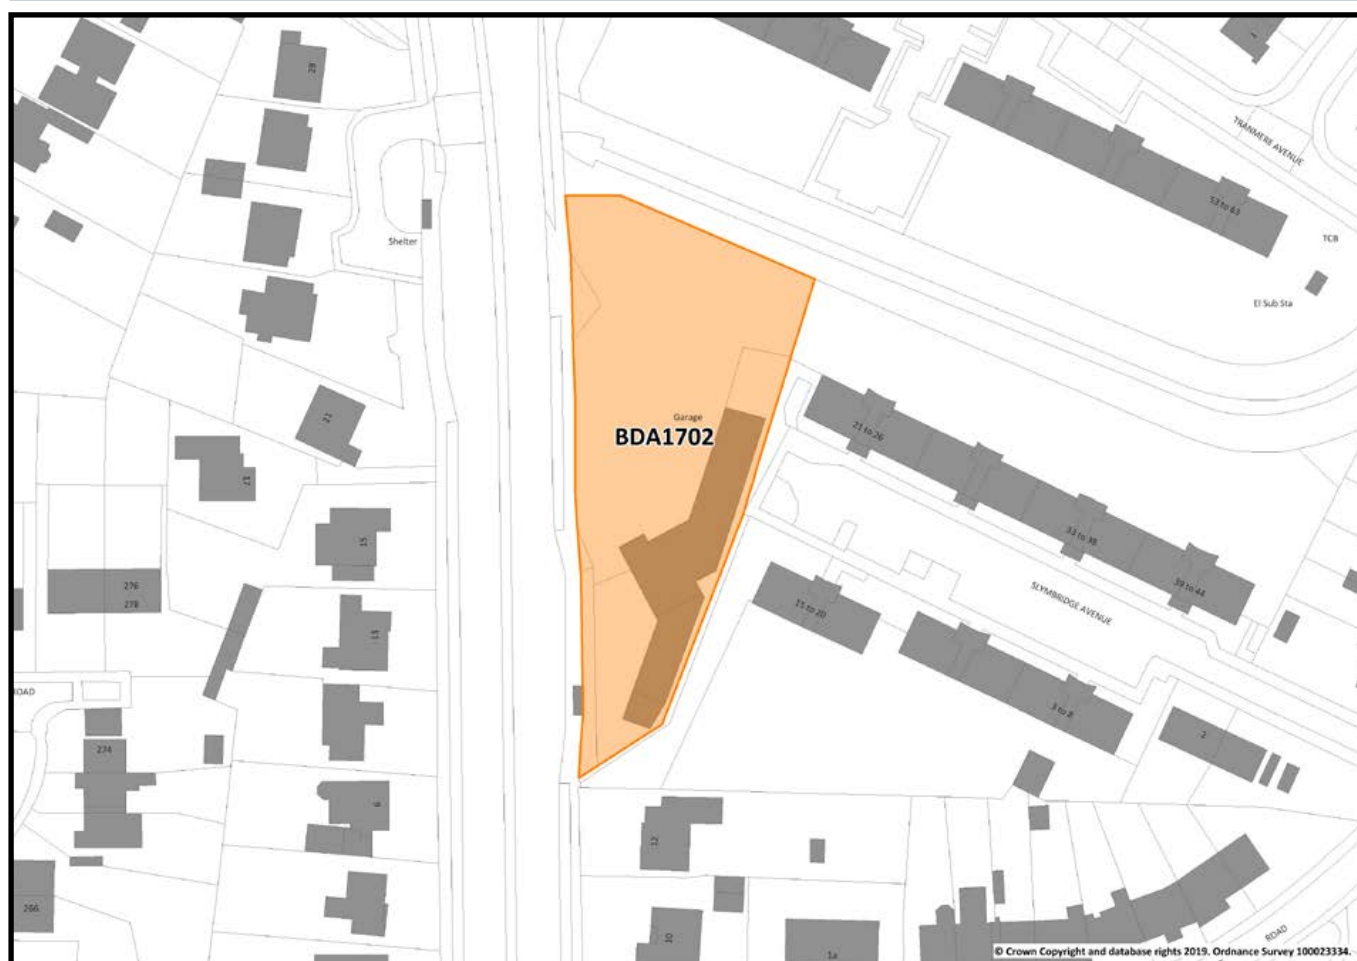 29
TRANMERE AVENUE
53 to 63
TCB
Shelter
El Sub Sta
Garage
BDA1702
21
21 to 26
17
15
33 to 38
276
278
39 to 44
SLYMBRIDGE AVENUE
15 to 20
13
ROAD
3 to 8
2
274
9
12
266
10
1a
ROAD
© Crown Copyright and database rights 2019. Ordnance Survey 100023334.